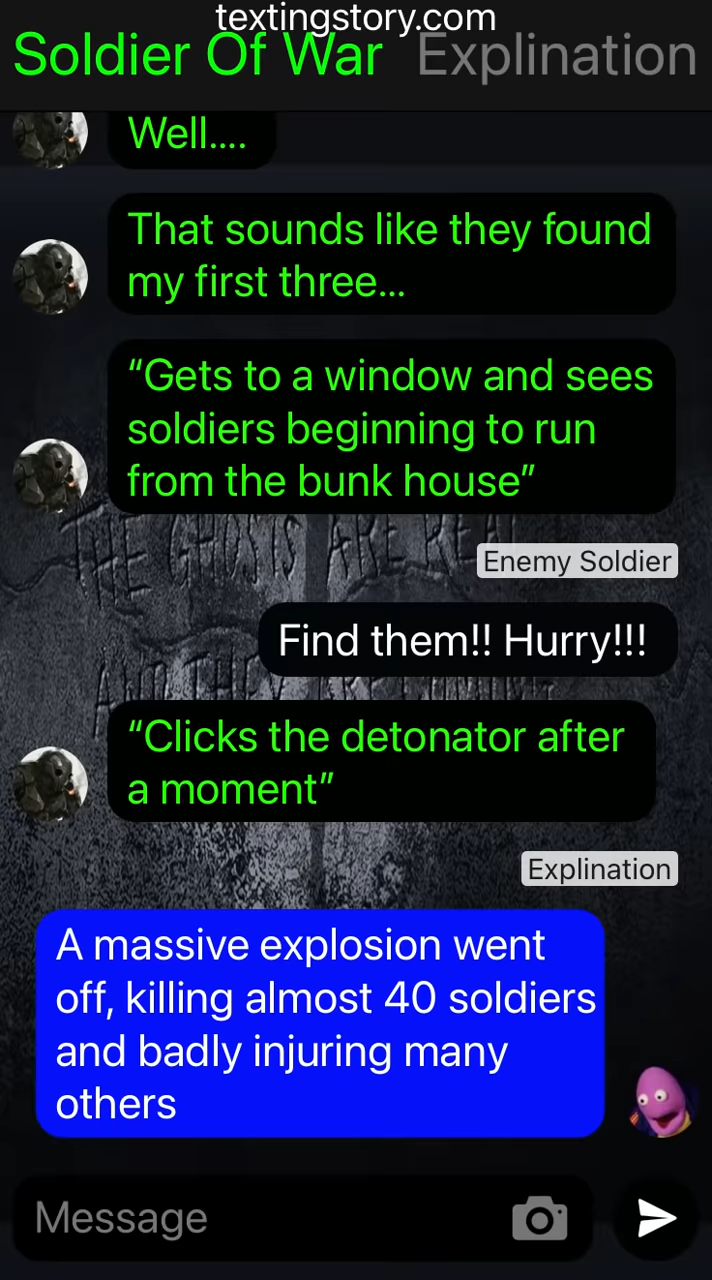 textingstory.com
Soldier Of War Explination
Well....
That sounds like they found
my first three...
“Gets to a window and sees
soldiers beginning to run
from the bunk house”
THE GHOSTS ARE REAL
Enemy Soldier
Find them!! Hurry!!!
AND THEY
“Clicks the detonator after
a moment”
Explination
A massive explosion went
off, killing almost 40 soldiers
and badly injuring many
others
Message